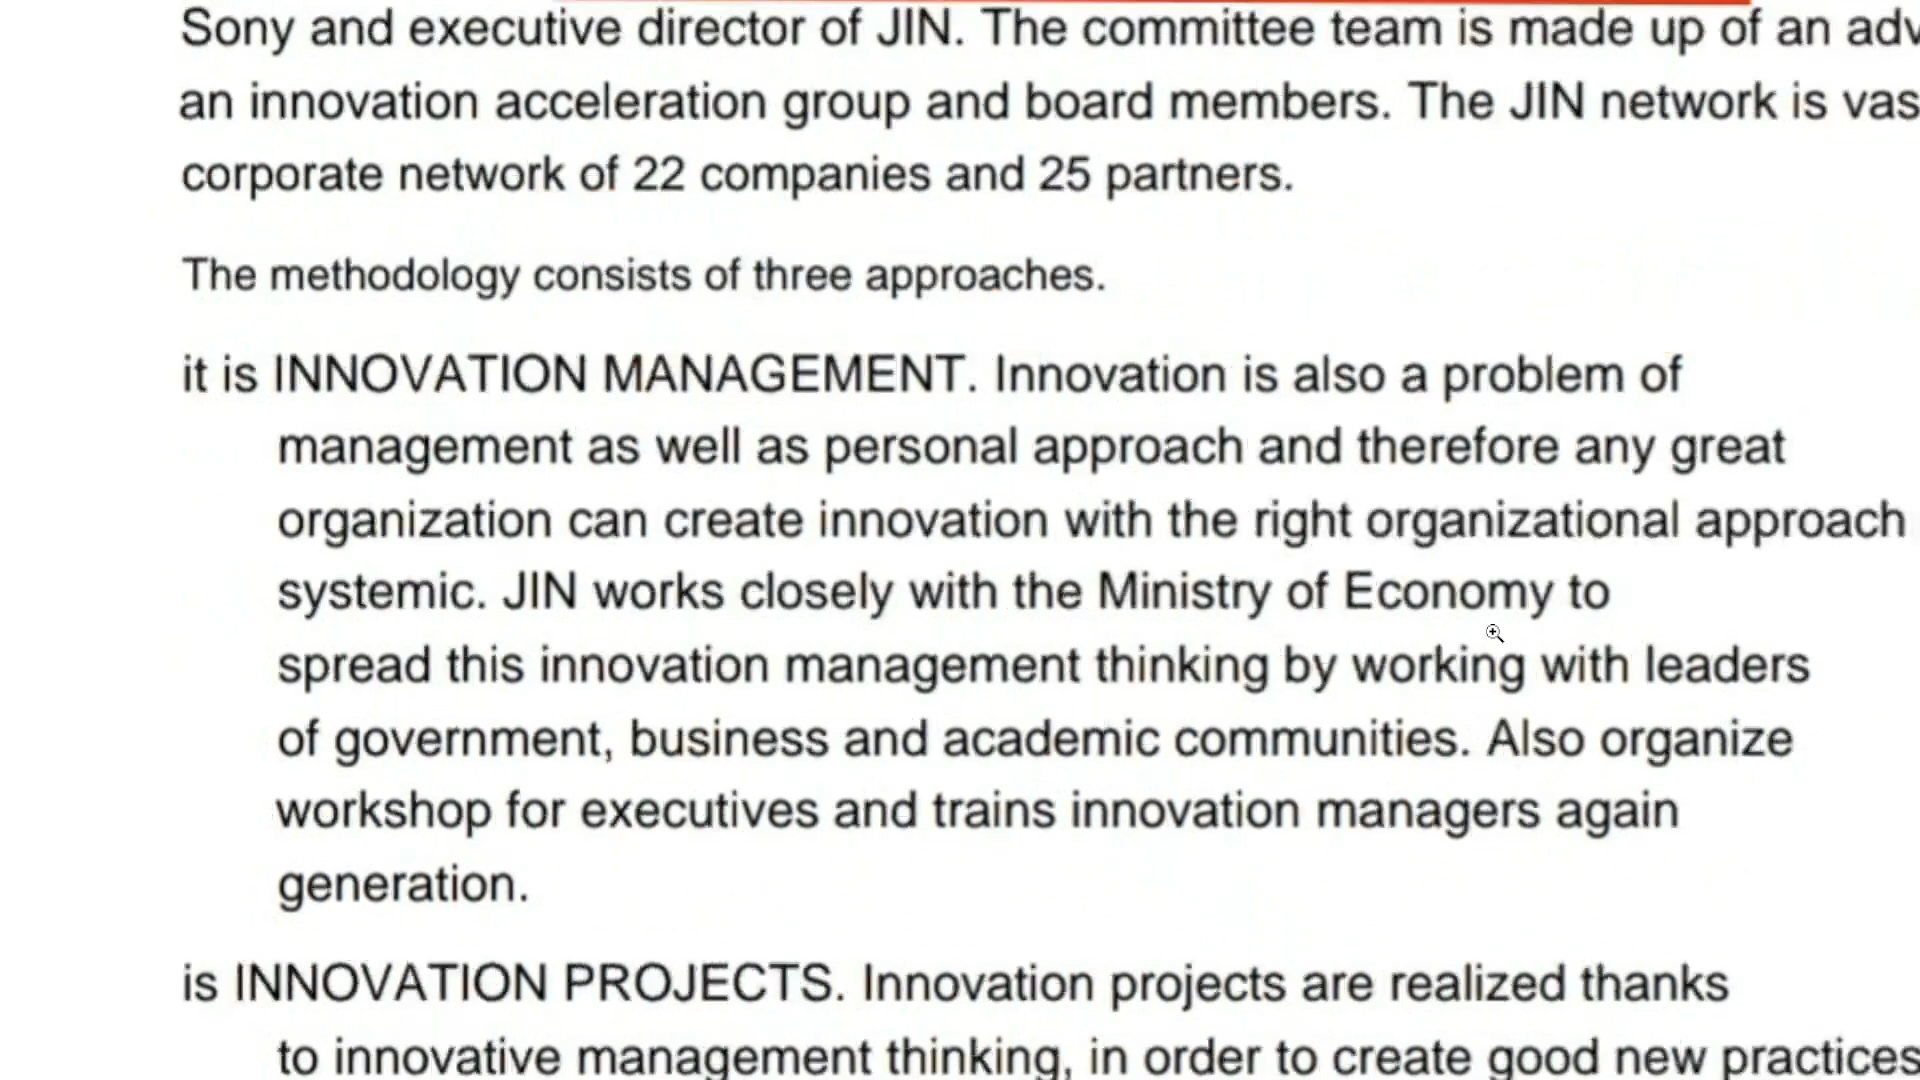 Sony and executive director of JIN. The committee team is made up of an
an innovation acceleration group and board members. The JIN network is
corporate network of 22 companies and 25 partners.
The methodology consists of three approaches.
it is INNOVATION MANAGEMENT. Innovation is also a problem of
management as well as personal approach and therefore any great
organization can create innovation with the right organizational approach
systemic. JIN works closely with the Ministry of Economy to
spread this innovation management thinking by working with leaders
of government, business and academic communities. Also organize
workshop for executives and trains innovation managers again
generation.
is INNOVATION PROJECTS. Innovation projects are realized thanks
to innovative management thinking, in order to create good new practices